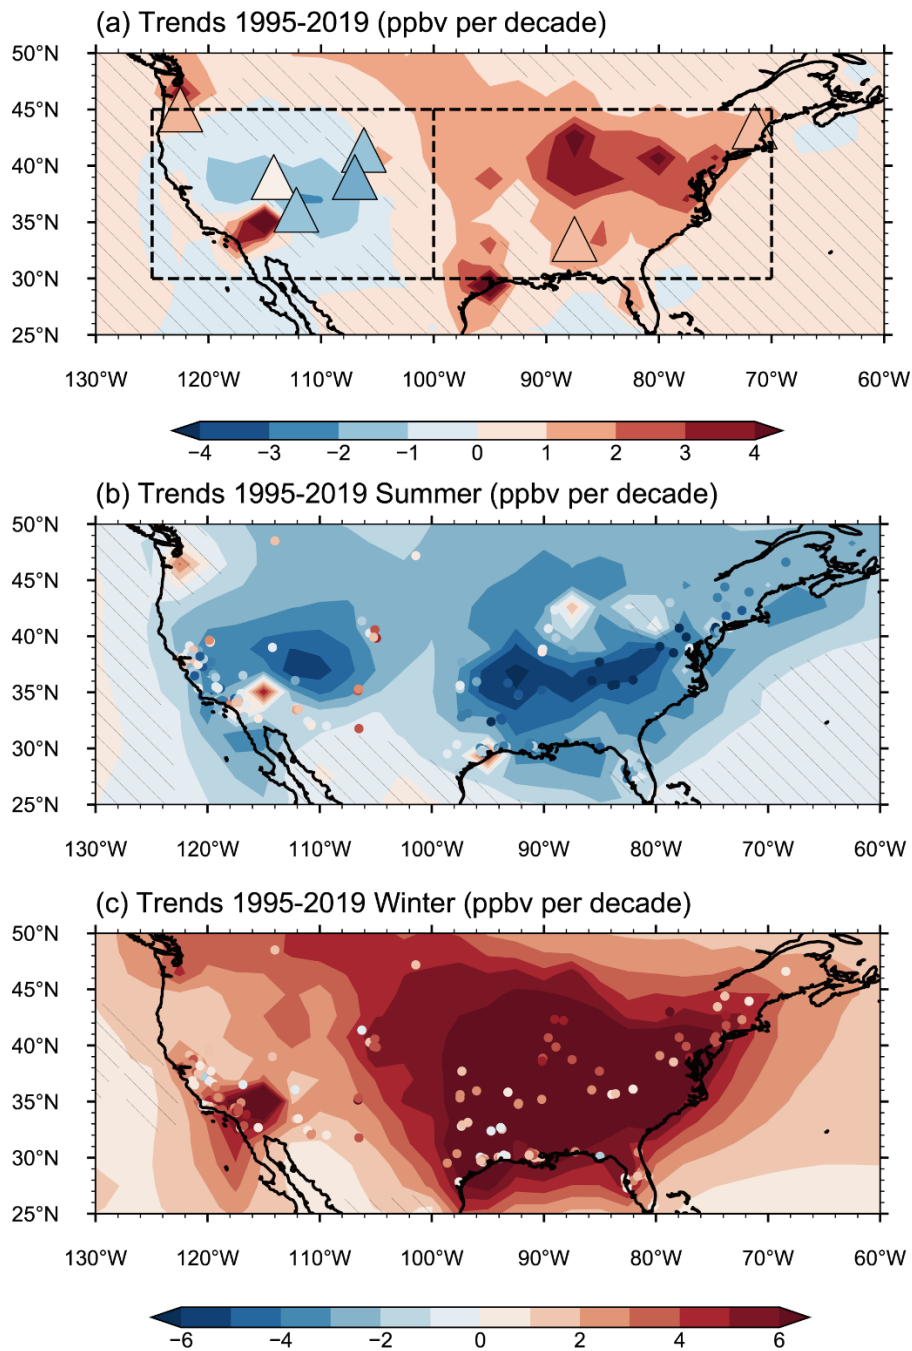 (a) Trends 1995-2019 (ppbv per decade)
50°N
45°N
40°N
35°N
30°N
25°N
130°W 120°W 110°W 100°W 90°W 80°W 70°W 60°W
−4 −3 −2 −1 0 1 2 3 4
(b) Trends 1995-2019 Summer (ppbv per decade)
50°N
45°N
40°N
35°N
30°N
25°N
130°W 120°W 110°W 100°W 90°W 80°W 70°W 60°W
(c) Trends 1995-2019 Winter (ppbv per decade)
50°N
45°N
40°N
35°N
30°N
25°N
130°W 120°W 110°W 100°W 90°W 80°W 70°W 60°W
−6 −4 −2 0 2 4 6